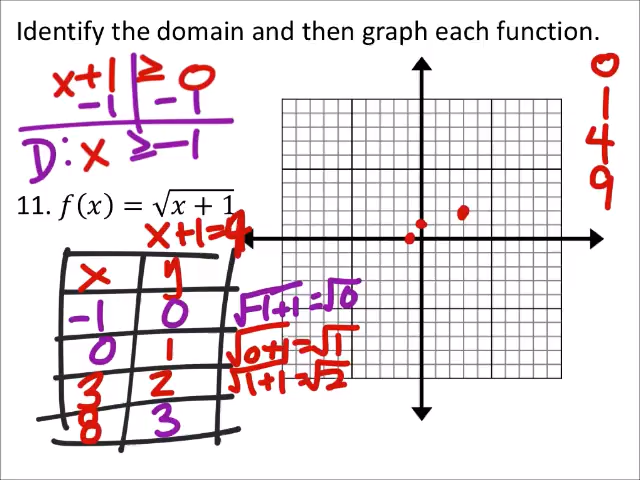 Identify the domain and then graph each function.
x+1 ≥ 0
-1 | -1
D: x ≥ -1
11. f(x) = √(x + 1)
x+1=4
x | y
-1 | 0
0 | 1
3 | 2
8 | 3
√(-1+1) = √0
√(0+1) = √1
√(1+1) = √2
0
1
4
9